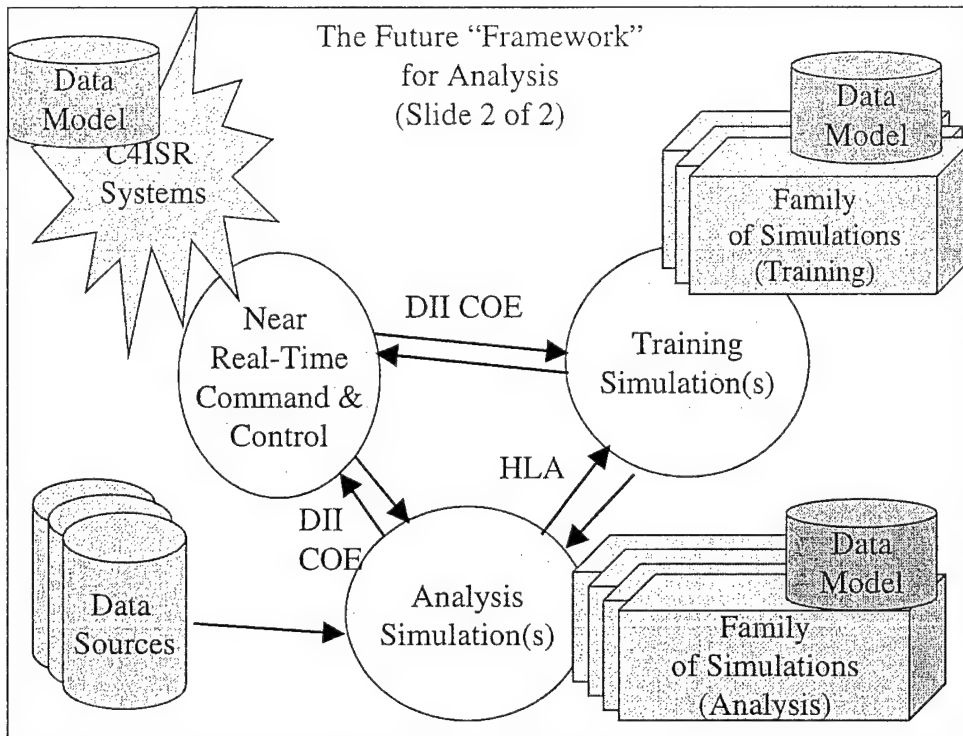 The Future “Framework”
for Analysis
(Slide 2 of 2)
Data
Model
C4ISR
Systems
Data
Model
Family
of Simulations
(Training)
Near
Real-Time
Command &
Control
DII COE
Training
Simulation(s)
HLA
DII
COE
Data
Sources
Analysis
Simulation(s)
Data
Model
Family
of Simulations
(Analysis)